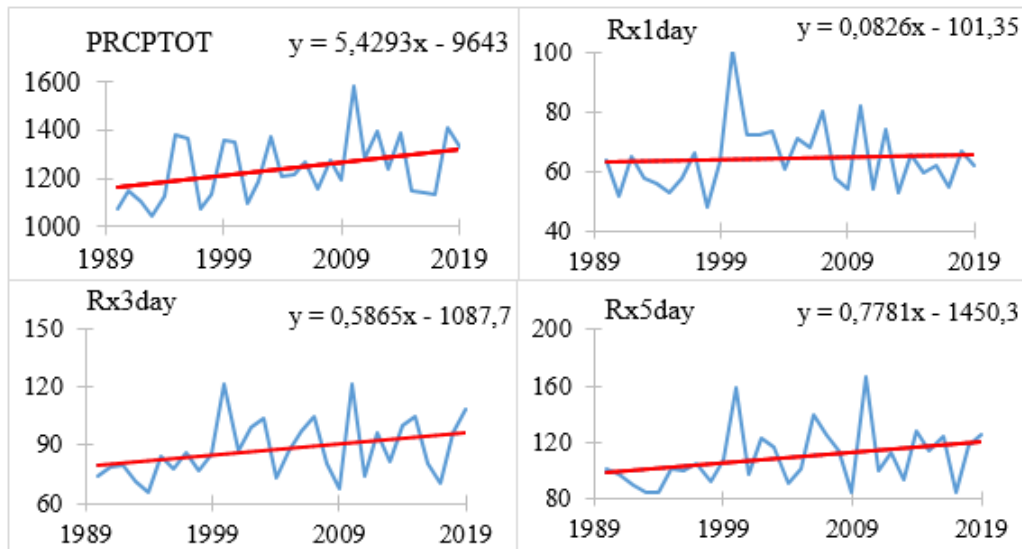 PRCPTOT y = 5,4293x - 9643
1600
1400
1200
1000
1989 1999 2009 2019
Rx1day y = 0,0826x - 101,35
100
80
60
40
1989 1999 2009 2019
Rx3day y = 0,5865x - 1087,7
150
120
90
60
1989 1999 2009 2019
Rx5day y = 0,7781x - 1450,3
200
160
120
80
1989 1999 2009 2019